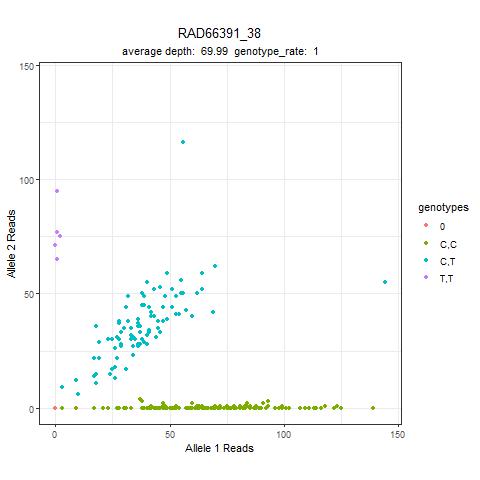 RAD66391_38
average depth: 69.99 genotype_rate: 1
150
100
50
0
Allele 2 Reads
0 50 100 150
Allele 1 Reads
genotypes
0
C,C
C,T
T,T